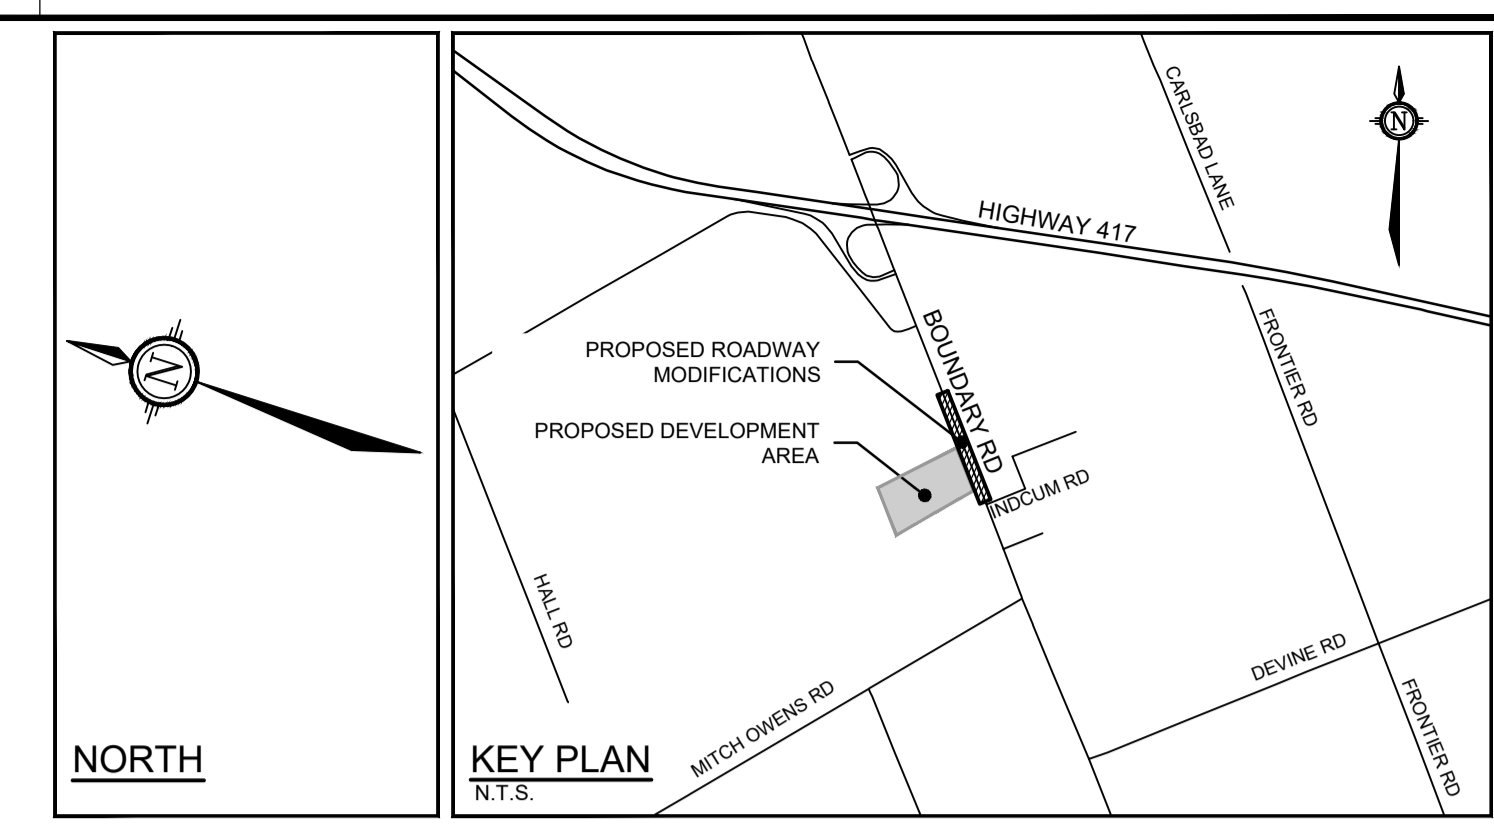 N
NORTH
CARLSBAD LANE
N
HIGHWAY 417
BOUNDARY RD
FRONTIER RD
PROPOSED ROADWAY
MODIFICATIONS
PROPOSED DEVELOPMENT
AREA
INDCUM RD
HALL RD
MITCH OWENS RD
DEVINE RD
FRONTIER RD
KEY PLAN
N.T.S.